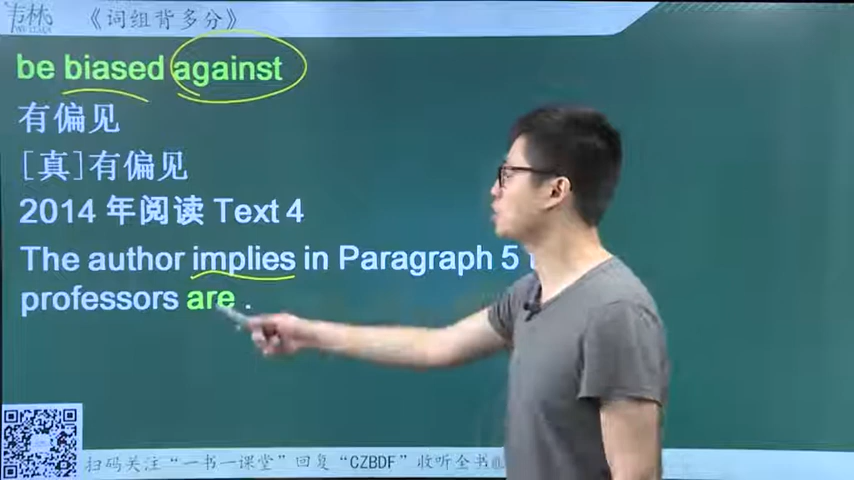 韦林 《词组背多分》
be biased against
有偏见
[真]有偏见
2014 年阅读 Text 4
The author implies in Paragraph 5
professors are .
扫码关注“一书一课堂”回复“CZBDF”收听全书